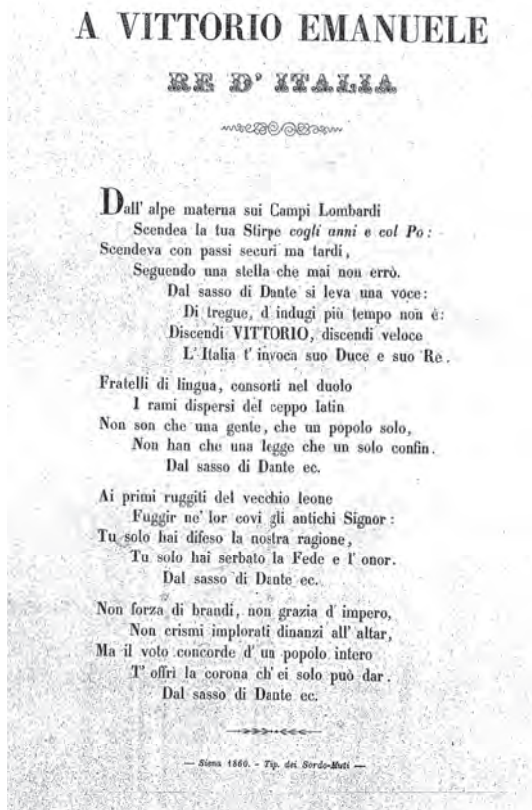 A VITTORIO EMANUELE
RE D' ITALIA
Dall' alpe materna sui Campi Lombardi
Scendea la tua Stirpe cogli anni e col Po:
Scendeva con passi securi ma tardi,
Seguendo una stella che mai non errò.
Dal sasso di Dante si leva una voce:
Di tregue, d' indugi più tempo non è:
Discendi VITTORIO, discendi veloce
L' Italia t' invoca suo Duce e suo Re.
Fratelli di lingua, consorti nel duolo
I rami dispersi del ceppo latin
Non son che una gente, che un popolo solo,
Non han che una legge che un solo confin.
Dal sasso di Dante ec.
Ai primi ruggiti del vecchio leone
Fuggir ne' lor covi gli antichi Signor:
Tu solo hai difeso la nostra ragione,
Tu solo hai serbato la Fede e l' onor.
Dal sasso di Dante ec.
Non forza di brandi, non grazia d' impero,
Non crismi implorati dinanzi all' altar,
Ma il voto concorde d' un popolo intero
T' offri la corona ch' ei solo può dar.
Dal sasso di Dante ec.
— Siena 1860. - Tip. dei Sordo-Muti —